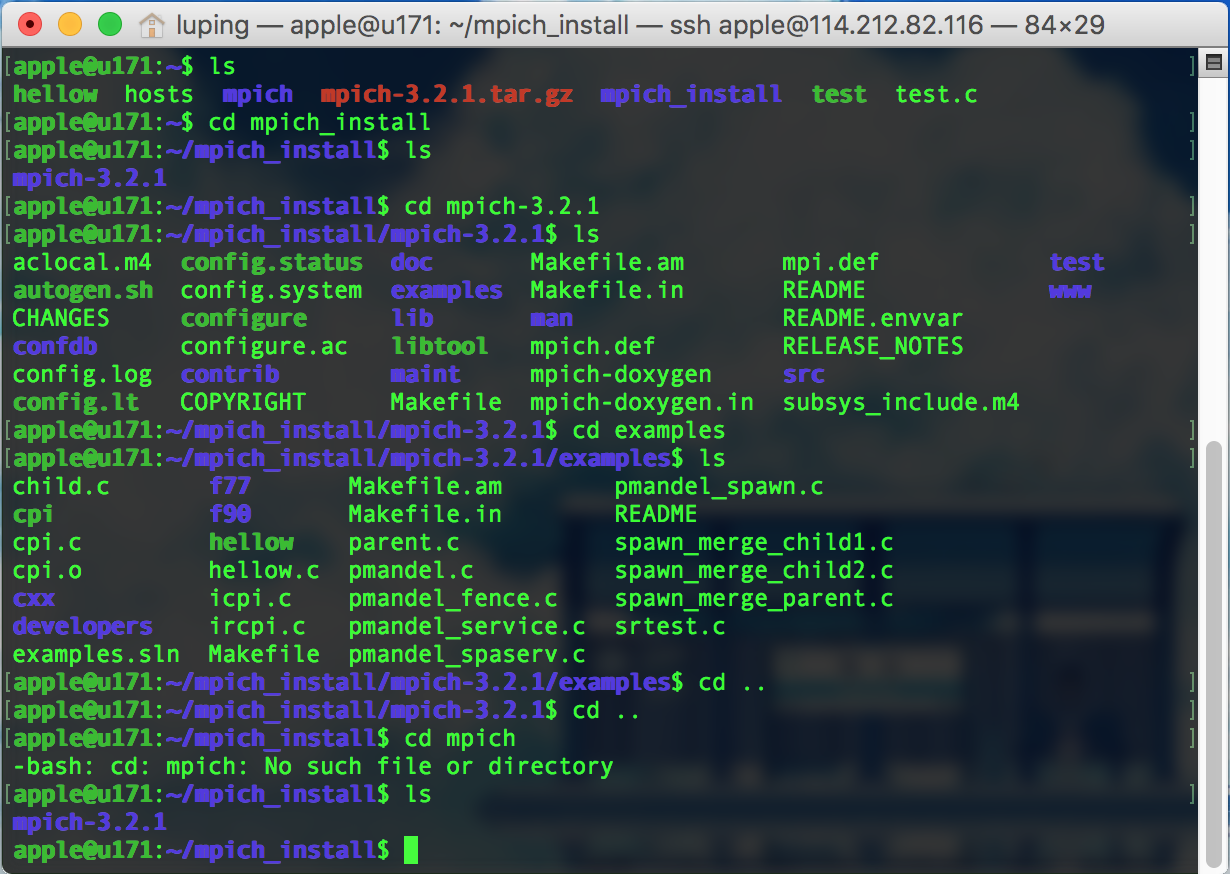 luping — apple@u171: ~/mpich_install — ssh apple@114.212.82.116 — 84×29
[apple@u171:~$ ls ]
hellow hosts mpich mpich-3.2.1.tar.gz mpich_install test test.c
[apple@u171:~$ cd mpich_install ]
[apple@u171:~/mpich_install$ ls ]
mpich-3.2.1
[apple@u171:~/mpich_install$ cd mpich-3.2.1 ]
[apple@u171:~/mpich_install/mpich-3.2.1$ ls ]
aclocal.m4 config.status doc Makefile.am mpi.def test
autogen.sh config.system examples Makefile.in README www
CHANGES configure lib man README.envvar
confdb configure.ac libtool mpich.def RELEASE_NOTES
config.log contrib maint mpich-doxygen src
config.lt COPYRIGHT Makefile mpich-doxygen.in subsys_include.m4
[apple@u171:~/mpich_install/mpich-3.2.1$ cd examples ]
[apple@u171:~/mpich_install/mpich-3.2.1/examples$ ls ]
child.c f77 Makefile.am pmandel_spawn.c
cpi f90 Makefile.in README
cpi.c hellow parent.c spawn_merge_child1.c
cpi.o hellow.c pmandel.c spawn_merge_child2.c
cxx icpi.c pmandel_fence.c spawn_merge_parent.c
developers ircpi.c pmandel_service.c srtest.c
examples.sln Makefile pmandel_spaserv.c
[apple@u171:~/mpich_install/mpich-3.2.1/examples$ cd .. ]
[apple@u171:~/mpich_install/mpich-3.2.1$ cd .. ]
[apple@u171:~/mpich_install$ cd mpich ]
-bash: cd: mpich: No such file or directory
[apple@u171:~/mpich_install$ ls ]
mpich-3.2.1
apple@u171:~/mpich_install$